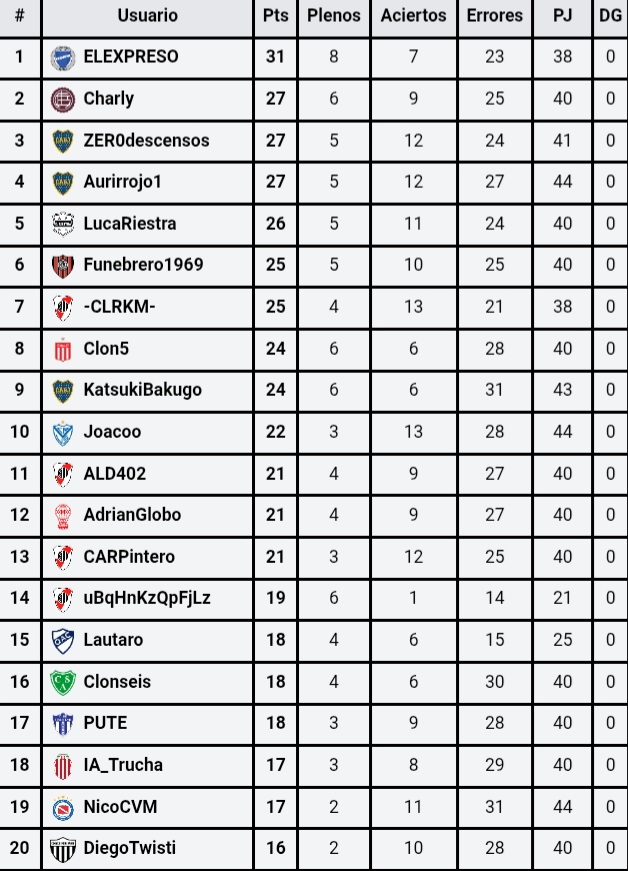 # Usuario Pts Plenos Aciertos Errores PJ DG
1 ELEXPRESO 31 8 7 23 38 0
2 Charly 27 6 9 25 40 0
3 ZER0descensos 27 5 12 24 41 0
4 Aurirrojo1 27 5 12 27 44 0
5 LucaRiestra 26 5 11 24 40 0
6 Funebrero1969 25 5 10 25 40 0
7 -CLRKM- 25 4 13 21 38 0
8 Clon5 24 6 6 28 40 0
9 KatsukiBakugo 24 6 6 31 43 0
10 Joacoo 22 3 13 28 44 0
11 ALD402 21 4 9 27 40 0
12 AdrianGlobo 21 4 9 27 40 0
13 CARPintero 21 3 12 25 40 0
14 uBqHnKzQpFjLz 19 6 1 14 21 0
15 Lautaro 18 4 6 15 25 0
16 Clonseis 18 4 6 30 40 0
17 PUTE 18 3 9 28 40 0
18 IA_Trucha 17 3 8 29 40 0
19 NicoCVM 17 2 11 31 44 0
20 DiegoTwisti 16 2 10 28 40 0